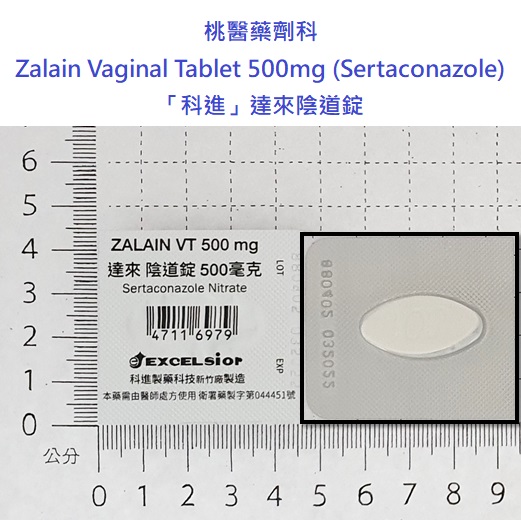 桃醫藥劑科
Zalain Vaginal Tablet 500mg (Sertaconazole)
「科進」達來陰道錠
6
5
4
3
2
1
0
公分
ZALAIN VT 500 mg
達來 陰道錠 500毫克
Sertaconazole Nitrate
4711 6979
EXCELSIOR
科進製藥科技新竹廠製造
本藥需由醫師處方使用 衛署藥製字第044451號
LOT
EXP
0 1 2 3 4 5 6 7 8 9